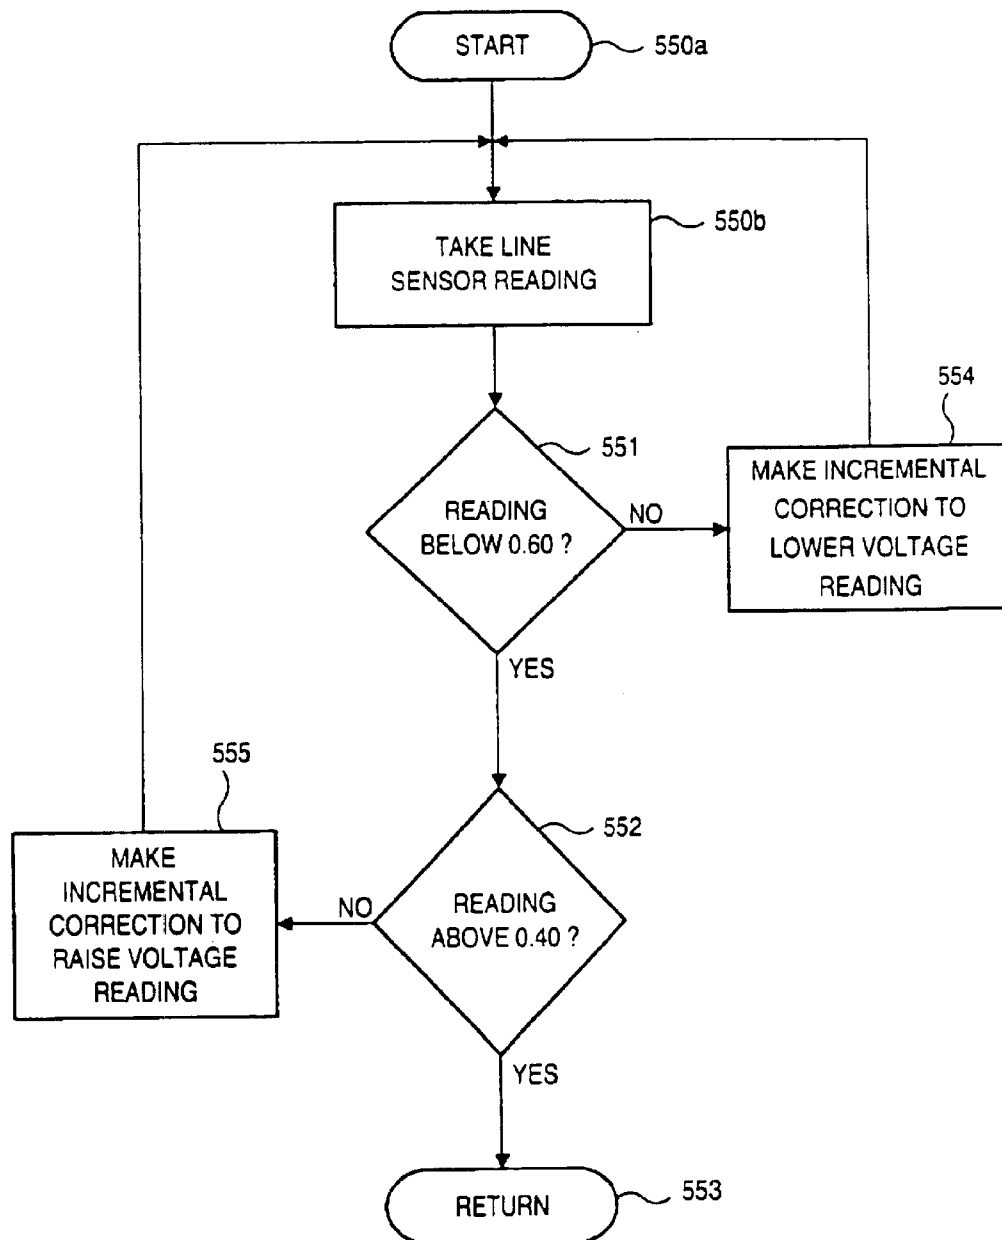 START
550a
TAKE LINE
SENSOR READING
550b
551
READING
BELOW 0.60 ?
NO
YES
554
MAKE INCREMENTAL
CORRECTION TO
LOWER VOLTAGE
READING
555
MAKE
INCREMENTAL
CORRECTION TO
RAISE VOLTAGE
READING
552
READING
ABOVE 0.40 ?
NO
YES
RETURN
553